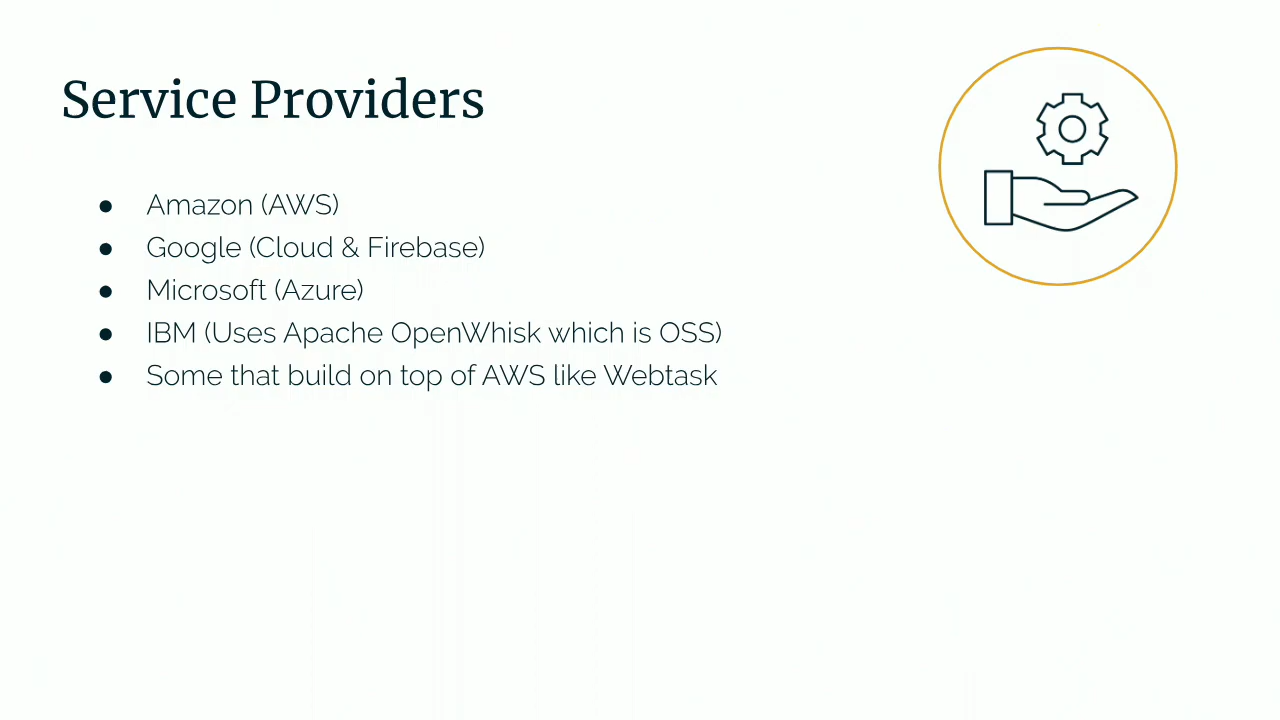 Service Providers
● Amazon (AWS)
● Google (Cloud & Firebase)
● Microsoft (Azure)
● IBM (Uses Apache OpenWhisk which is OSS)
● Some that build on top of AWS like Webtask